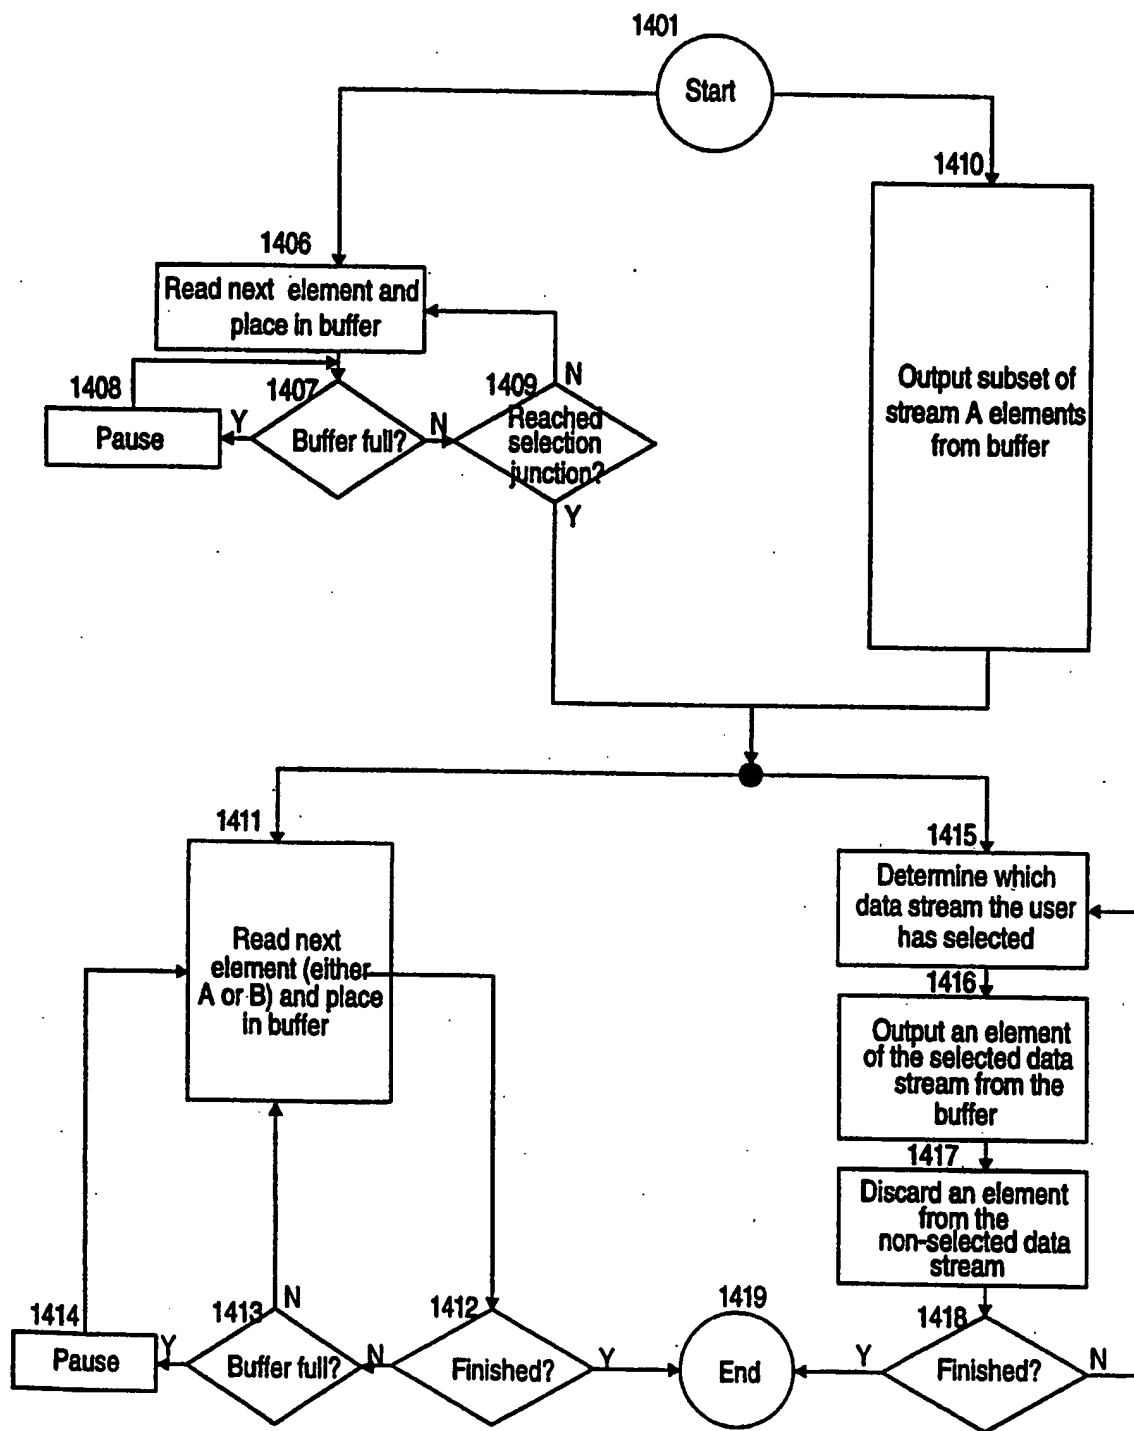 1401
Start
1410
Output subset of
stream A elements
from buffer
1406
Read next element and
place in buffer
1408
Pause
1407
Y
Buffer full?
N
1409
N
Reached
selection
junction?
Y
1411
Read next
element (either
A or B) and place
in buffer
1415
Determine which
data stream the user
has selected
1416
Output an element
of the selected data
stream from the
buffer
1417
Discard an element
from the
non-selected data
stream
1414
Pause
Y
1413
N
Buffer full?
N
1412
Finished?
Y
1419
End
Y
1418
Finished?
N